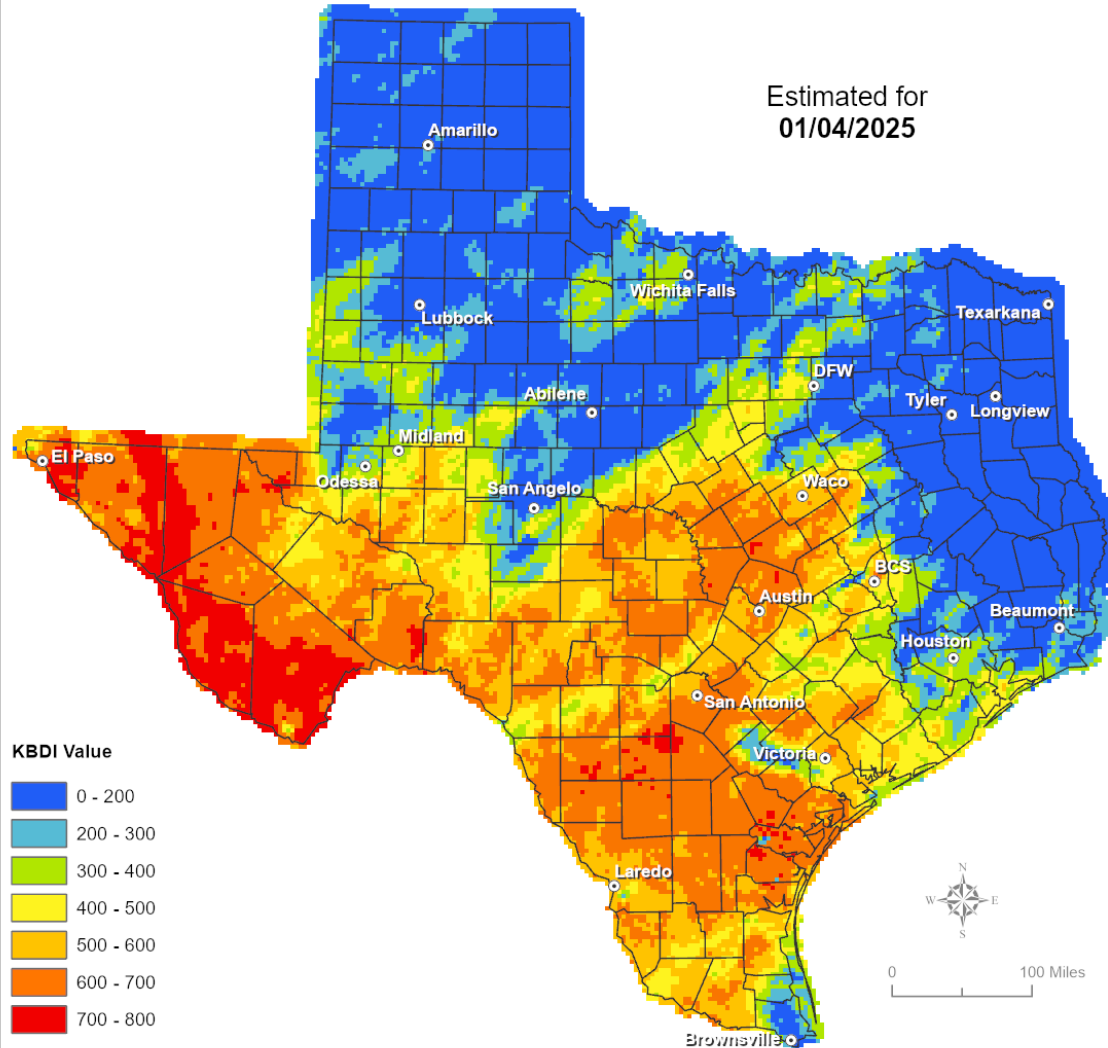 Estimated for
01/04/2025
Amarillo
Wichita Falls
Lubbock
Texarkana
DFW
Abilene
Tyler
Longview
Midland
El Paso
Odessa
San Angelo
Waco
BCS
Austin
Beaumont
Houston
San Antonio
Victoria
Laredo
Brownsville
KBDI Value
0 - 200
200 - 300
300 - 400
400 - 500
500 - 600
600 - 700
700 - 800
N
W E
S
0 100 Miles